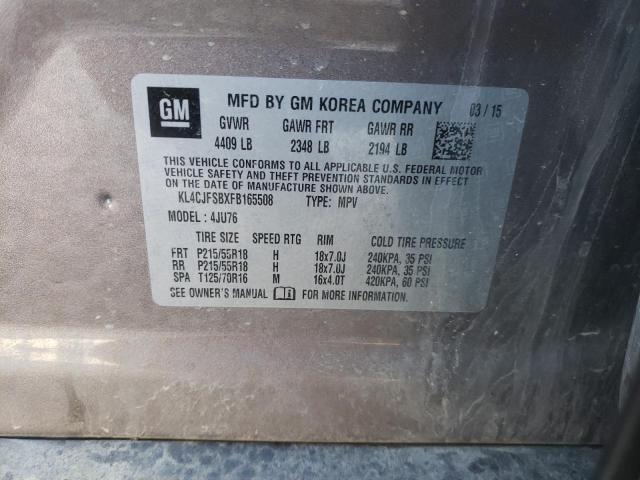 GM
MFD BY GM KOREA COMPANY 03/15
GVWR GAWR FRT GAWR RR
4409 LB 2348 LB 2194 LB
THIS VEHICLE CONFORMS TO ALL APPLICABLE U.S. FEDERAL MOTOR
VEHICLE SAFETY AND THEFT PREVENTION STANDARDS IN EFFECT
ON THE DATE OF MANUFACTURE SHOWN ABOVE.
KL4CJFSBXFB165508 TYPE: MPV
MODEL: 4JU76
TIRE SIZE SPEED RTG RIM COLD TIRE PRESSURE
FRT P215/55R18 H 18x7.0J 240KPA, 35 PSI
RR P215/55R18 H 18x7.0J 240KPA, 35 PSI
SPA T125/70R16 M 16x4.0T 420KPA, 60 PSI
SEE OWNER'S MANUAL FOR MORE INFORMATION.